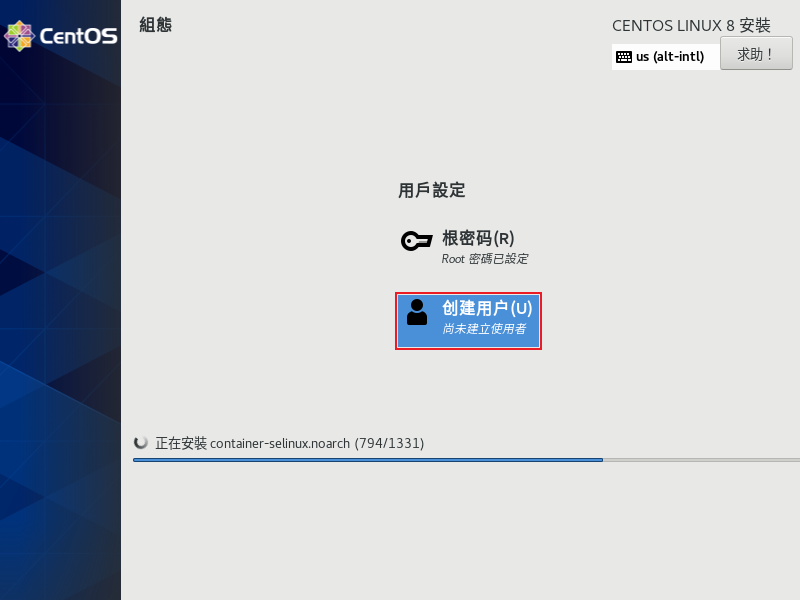 CentOS
組態
CENTOS LINUX 8 安裝
us (alt-intl)
求助！
用戶設定
根密码(R)
Root 密碼已設定
创建用户(U)
尚未建立使用者
正在安裝 container-selinux.noarch (794/1331)